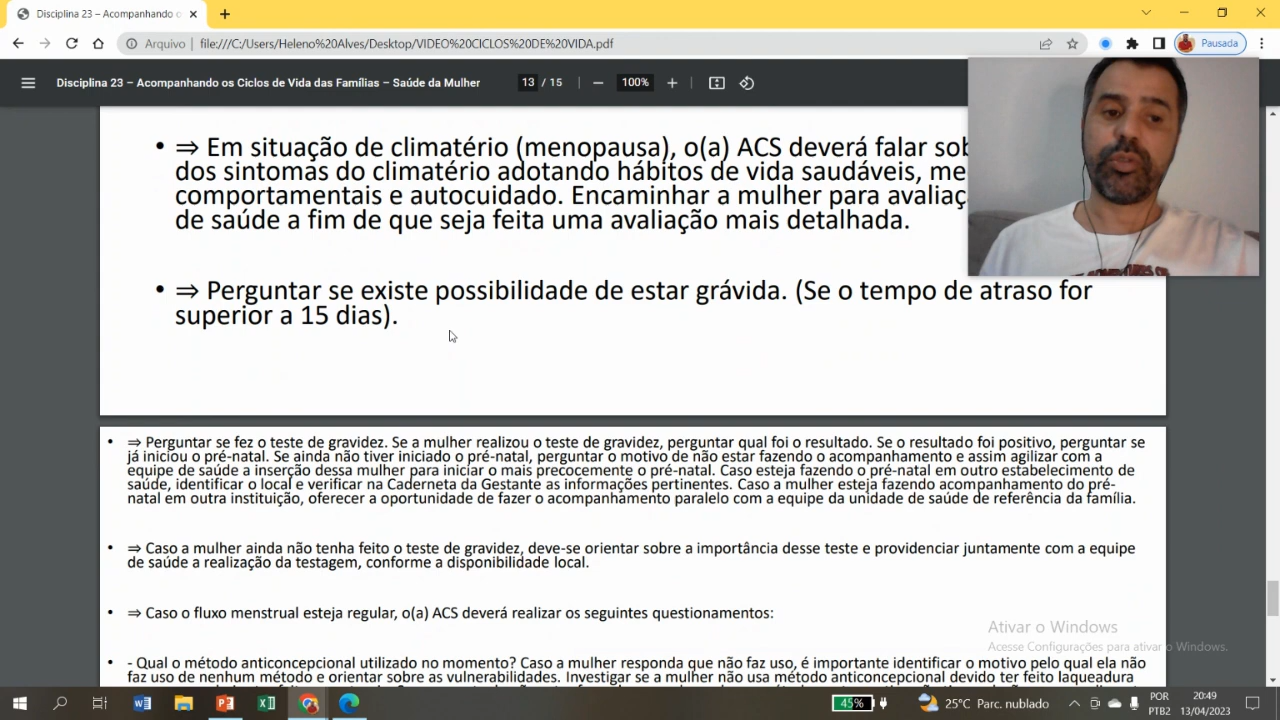 Disciplina 23 – Acompanhando o
Arquivo
file:///C:/Users/Heleno%20Alves/Desktop/VIDEO%20CICLOS%20DE%20VIDA.pdf
Pausada
Disciplina 23 – Acompanhando os Ciclos de Vida das Famílias – Saúde da Mulher
13 / 15
100%
• ⇒ Em situação de climatério (menopausa), o(a) ACS deverá falar
dos sintomas do climatério adotando hábitos de vida saudáveis,
comportamentais e autocuidado. Encaminhar a mulher para
de saúde a fim de que seja feita uma avaliação mais detalhada.
• ⇒ Perguntar se existe possibilidade de estar grávida. (Se o tempo de atraso for
superior a 15 dias).
• ⇒ Perguntar se fez o teste de gravidez. Se a mulher realizou o teste de gravidez, perguntar qual foi o resultado. Se o resultado foi positivo, perguntar se
já iniciou o pré-natal. Se ainda não tiver iniciado o pré-natal, perguntar o motivo de não estar fazendo o acompanhamento e assim agilizar com a
equipe de saúde a inserção dessa mulher para iniciar o mais precocemente o pré-natal. Caso esteja fazendo o pré-natal em outro estabelecimento de
saúde, identificar o local e verificar na Caderneta da Gestante as informações pertinentes. Caso a mulher esteja fazendo acompanhamento do pré-
natal em outra instituição, oferecer a oportunidade de fazer o acompanhamento paralelo com a equipe da unidade de saúde de referência da família.
• ⇒ Caso a mulher ainda não tenha feito o teste de gravidez, deve-se orientar sobre a importância desse teste e providenciar juntamente com a equipe
de saúde a realização da testagem, conforme a disponibilidade local.
• ⇒ Caso o fluxo menstrual esteja regular, o(a) ACS deverá realizar os seguintes questionamentos:
Ativar o Windows
Acesse Configurações para ativar o Windows.
• - Qual o método anticoncepcional utilizado no momento? Caso a mulher responda que não faz uso, é importante identificar o motivo pelo qual ela não
faz uso de nenhum método e orientar sobre as vulnerabilidades. Investigar se a mulher não usa método anticoncepcional devido ter feito laqueadura
45%
25°C Parc. nublado
POR
PTB2
20:49
13/04/2023